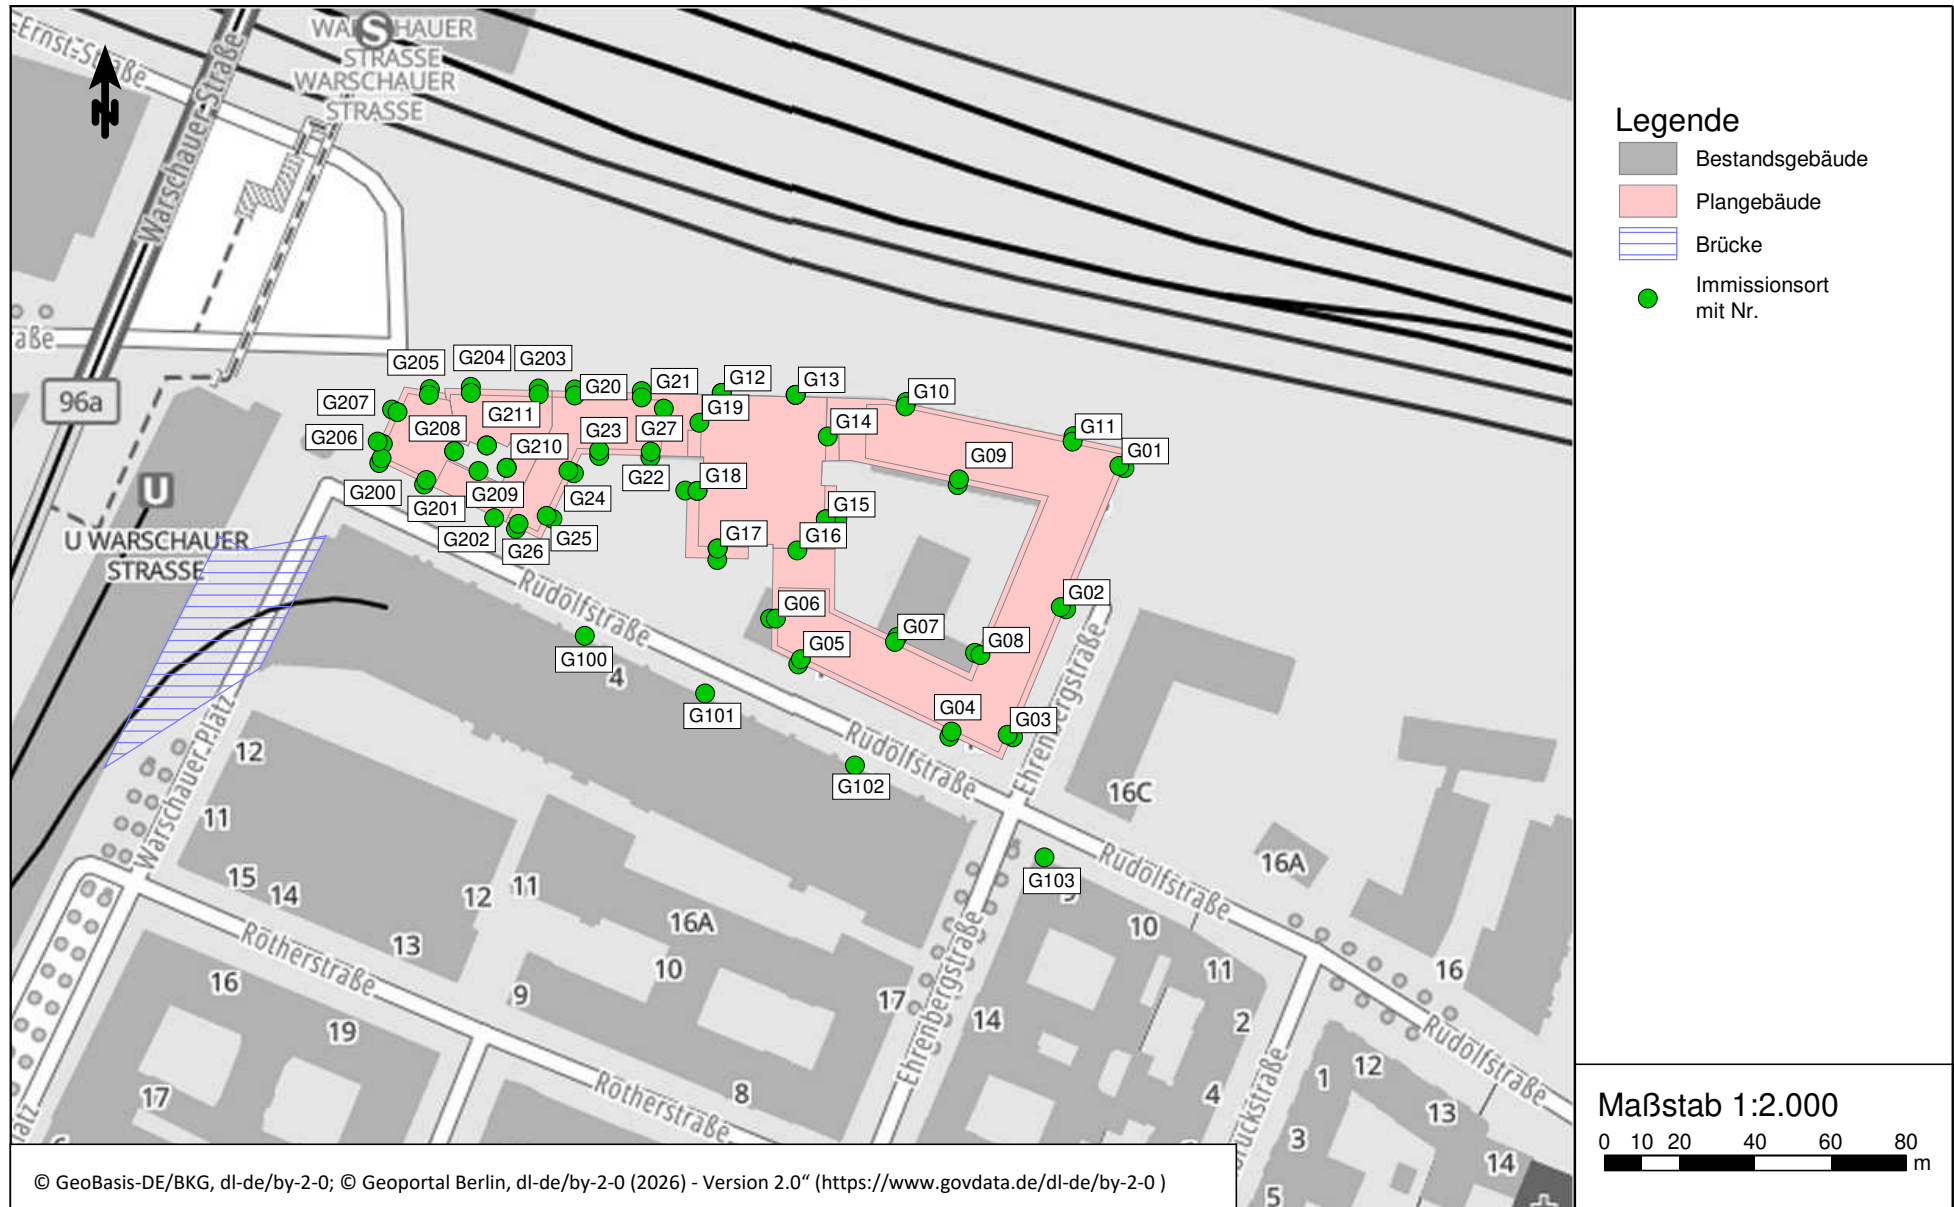 -Ernst-Straße
WARSCHAUER
STRASSE
S
WARSCHAUER
STRASSE
Warschauer-Straße
N
raße
96a
U
U WARSCHAUER
STRASSE
G205
G204
G203
G20
G21
G12
G13
G10
G207
G211
G19
G14
G11
G206
G208
G210
G23
G27
G01
G200
G201
G209
G24
G22
G18
G09
G202
G26
G25
G17
G16
G15
G06
G05
G07
G08
G02
G04
G03
G100
G101
G102
G103
Rudolfstraße
Rudolfstraße
Rudolfstraße
Rudolfstraße
Ehrenbergstraße
Ehrenbergstraße
Warschauer Platz
latz
Rotherstraße
Rotherstraße
4
12
11
15
14
12
11
13
16A
10
9
16
19
17
8
17
14
16C
16A
10
11
2
4
16
1
12
13
3
14
5
9
Legende
Bestandsgebäude
Plangebäude
Brücke
Immissionsort
mit Nr.
Maßstab 1:2.000
0 10 20 40 60 80
m
© GeoBasis-DE/BKG, dl-de/by-2-0; © Geoportal Berlin, dl-de/by-2-0 (2026) - Version 2.0“ (https://www.govdata.de/dl-de/by-2-0 )